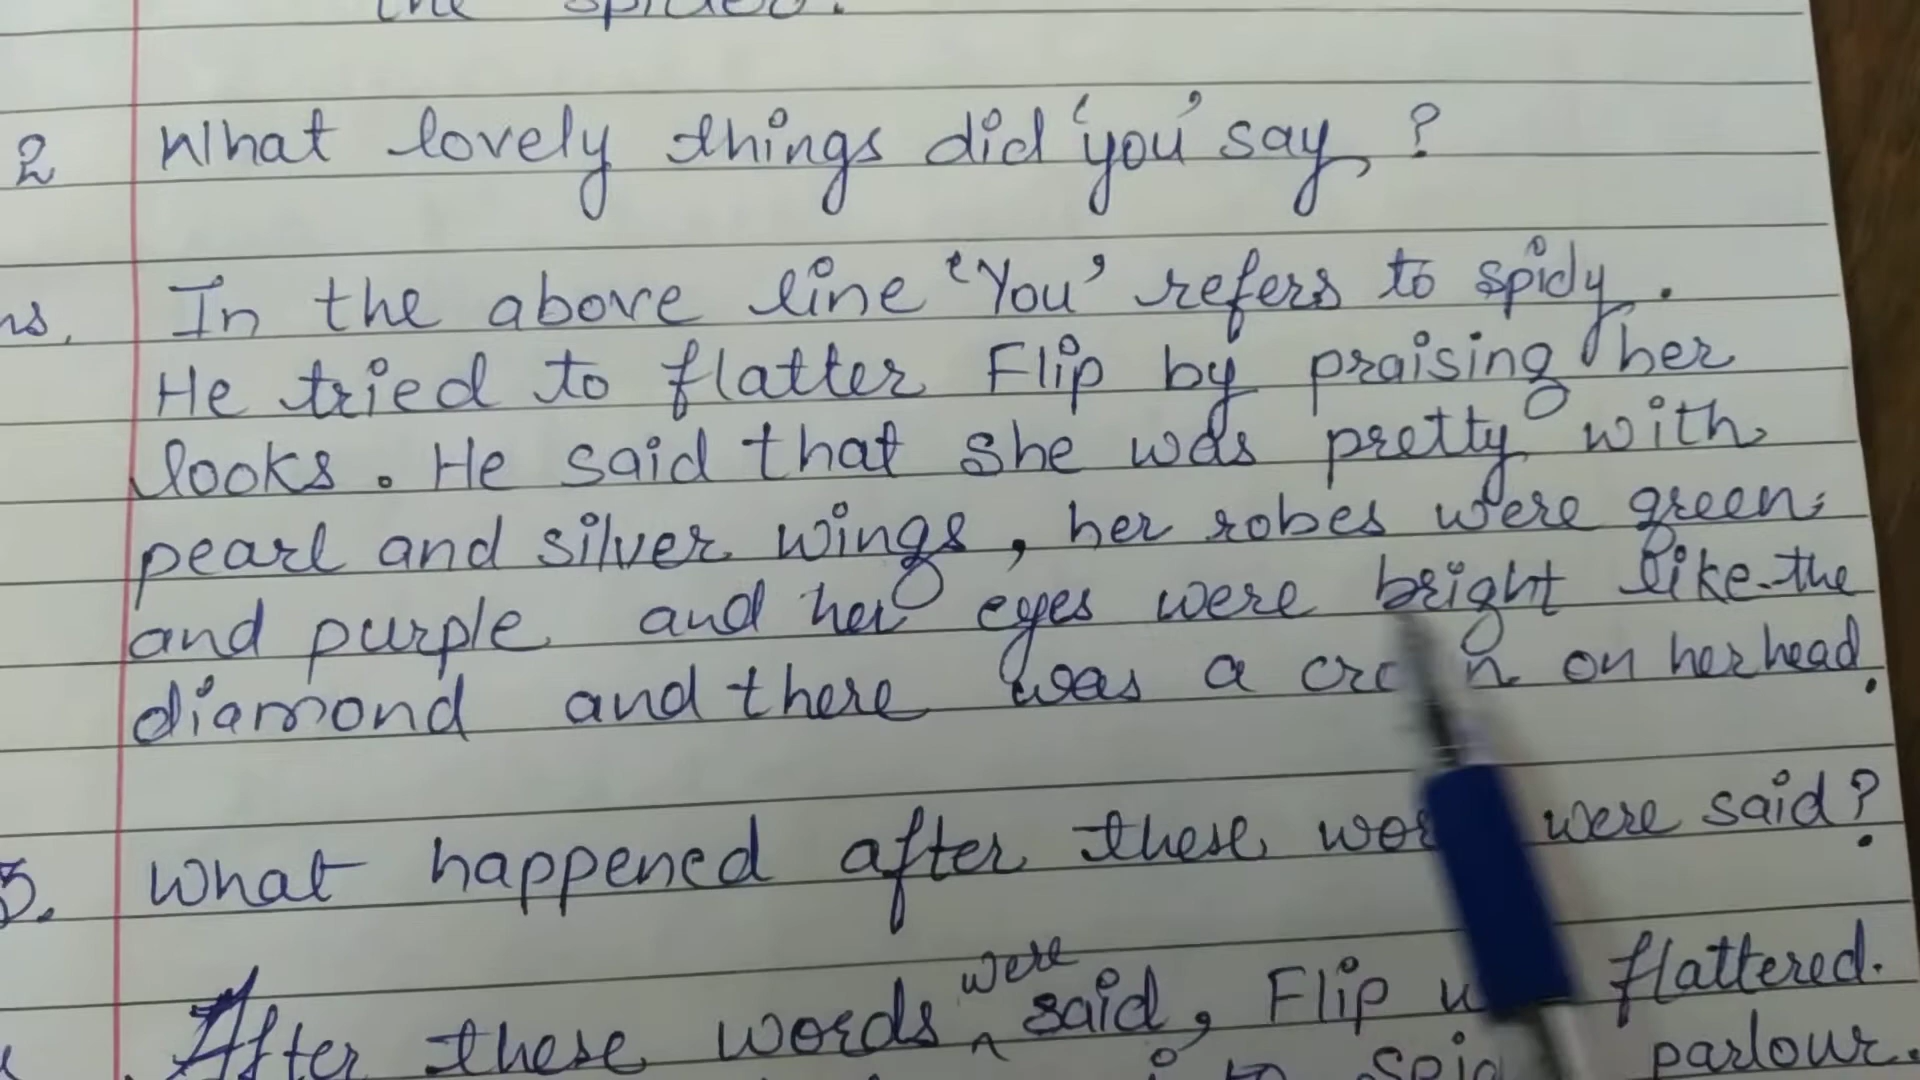 the spider.
2 What lovely things did 'you' say ?
ns. In the above line 'You' refers to spidy.
He tried to flatter Flip by praising her
looks. He said that she was pretty with
pearl and silver wings, her robes were green
and purple and her eyes were bright like the
diamond and there was a on her head.
3. What happened after these were said?
After these words were said, Flip flattered.
parlour.